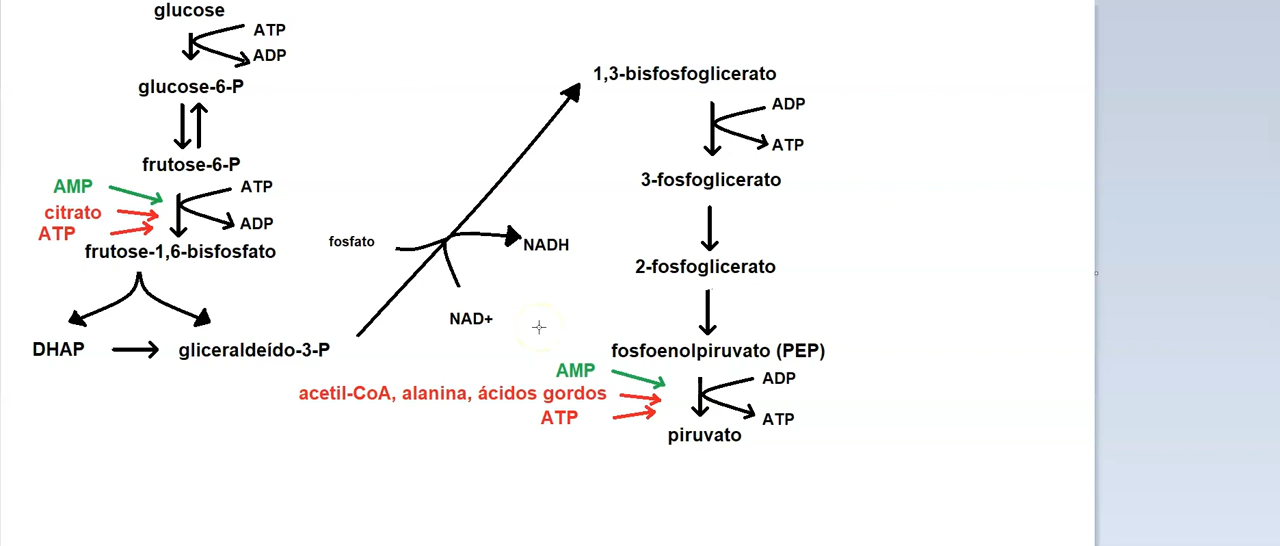 glucose
ATP
ADP
glucose-6-P
frutose-6-P
AMP
ATP
citrato
ATP
ADP
frutose-1,6-bisfosfato
DHAP
gliceraldeído-3-P
fosfato
NADH
NAD+
1,3-bisfosfoglicerato
ADP
ATP
3-fosfoglicerato
2-fosfoglicerato
fosfoenolpiruvato (PEP)
AMP
ADP
acetil-CoA, alanina, ácidos gordos
ATP
ATP
piruvato